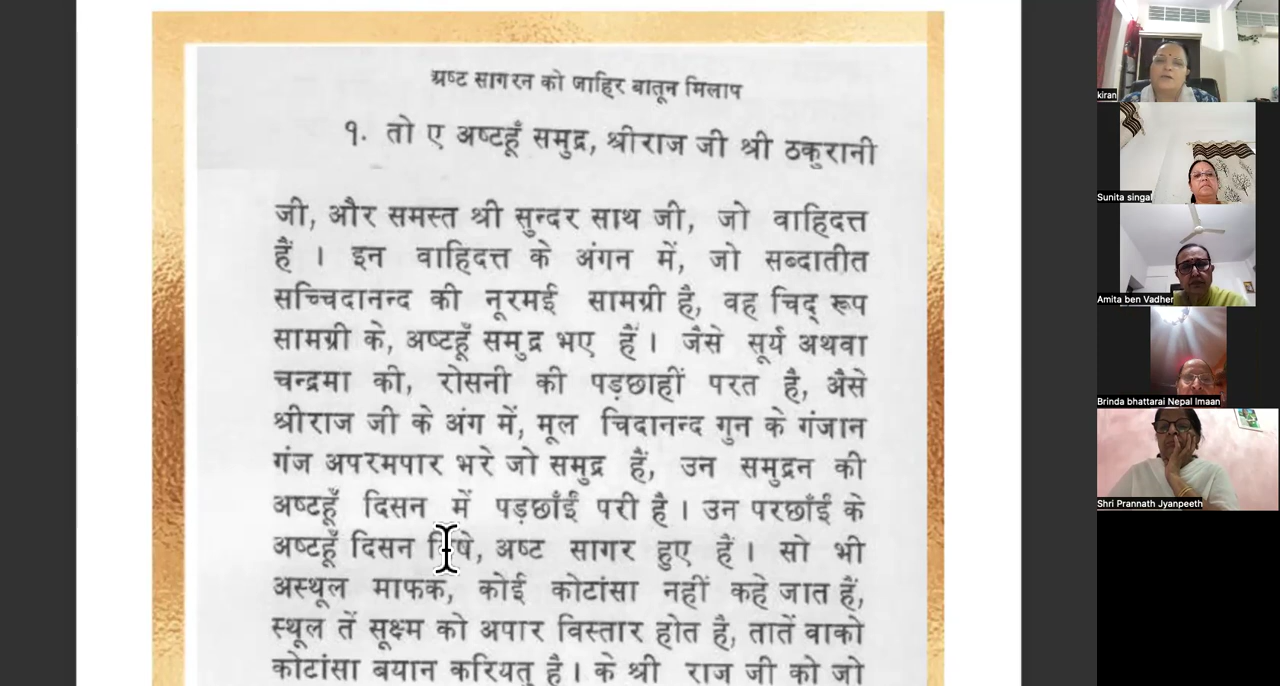 अष्ट सागरन को जाहिर बातून मिलाप
१. तो ए अष्टहूँ समुद्र, श्रीराज जी श्री ठकुरानी
जी, और समस्त श्री सुन्दर साथ जी, जो वाहिदत्त
हैं । इन वाहिदत्त के अंगन में, जो सब्दातीत
सच्चिदानन्द की नूरमई सामग्री है, वह चिद् रूप
सामग्री के, अष्टहूँ समुद्र भए हैं । जैसे सूर्य अथवा
चन्द्रमा की, रोसनी की पड़छाहीं परत है, अैसे
श्रीराज जी के अंग में, मूल चिदानन्द गुन के गंजान
गंज अपरमपार भरे जो समुद्र हैं, उन समुद्रन की
अष्टहूँ दिसन में पड़छाँईं परी है । उन परछाँईं के
अष्टहूँ दिसन विषे, अष्ट सागर हुए हैं । सो भी
अस्थूल माफक, कोई कोटांसा नहीं कहे जात हैं,
स्थूल तें सूक्ष्म को अपार विस्तार होत है, तातें वाको
कोटांसा बयान करियतु है । के श्री राज जी को जो
kiran
Sunita singal
Amita ben Vadher
Brinda bhattarai Nepal Imaan
Shri Prannath Jyanpeeth